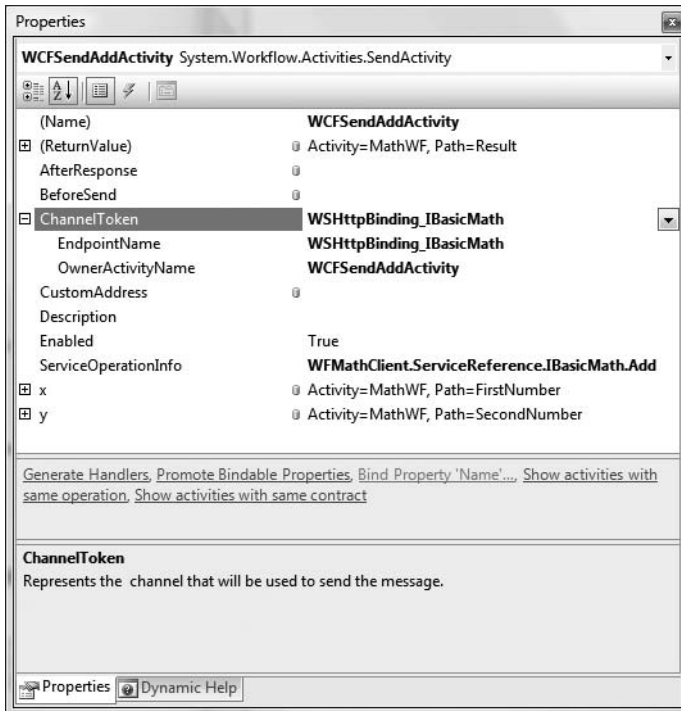 Properties
WCFSendAddActivity System.Workflow.Activities.SendActivity
(Name) WCFSendAddActivity
(ReturnValue) Activity=MathWF, Path=Result
AfterResponse
BeforeSend
ChannelToken WSHttpBinding_IBasicMath
EndpointName WSHttpBinding_IBasicMath
OwnerActivityName WCFSendAddActivity
CustomAddress
Description
Enabled True
ServiceOperationInfo WFMathClient.ServiceReference.IBasicMath.Add
x Activity=MathWF, Path=FirstNumber
y Activity=MathWF, Path=SecondNumber
Generate Handlers, Promote Bindable Properties, Bind Property 'Name'..., Show activities with
same operation, Show activities with same contract
ChannelToken
Represents the channel that will be used to send the message.
Properties Dynamic Help